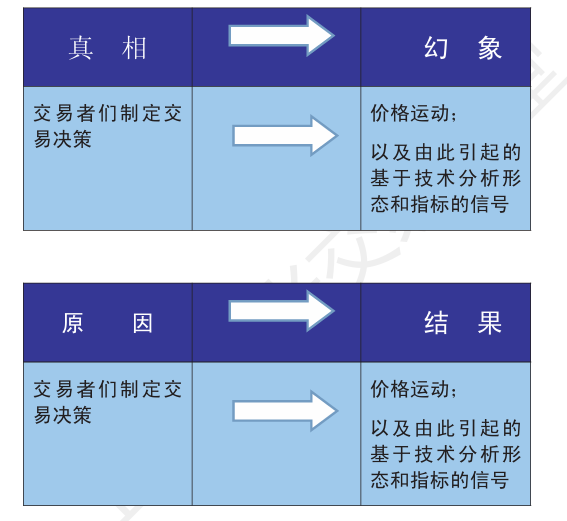 真 相 幻 象
交易者们制定交
易决策
价格运动；
以及由此引起的
基于技术分析形
态和指标的信号
原 因 结 果
交易者们制定交
易决策
价格运动；
以及由此引起的
基于技术分析形
态和指标的信号